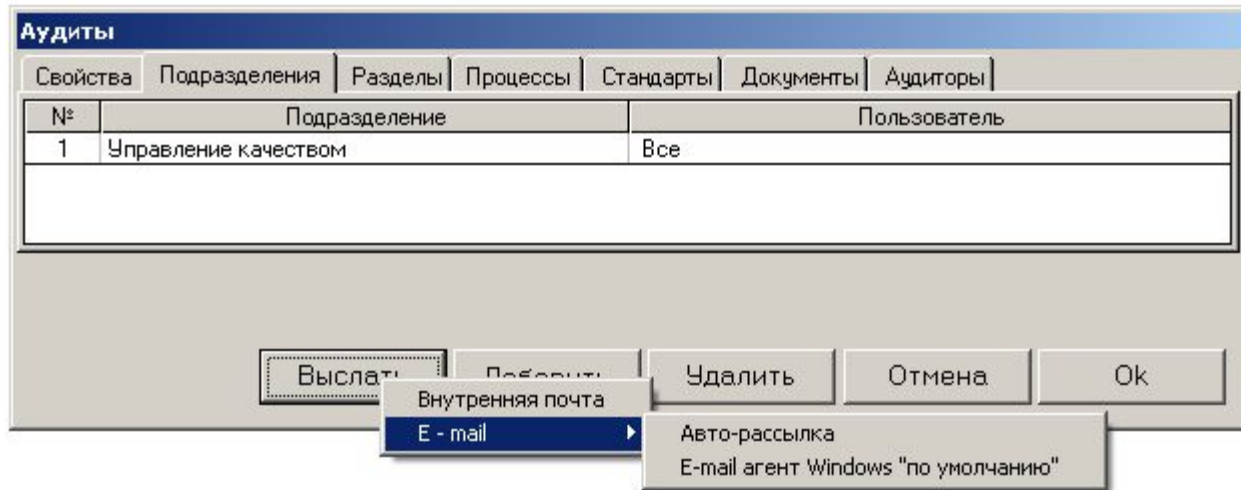 Аудиты
Свойства Подразделения Разделы Процессы Стандарты Документы Аудиторы
№ Подразделение Пользователь
1 Управление качеством Все
Выслать Добавить Удалить Отмена Ok
Внутренняя почта
E - mail Авто-рассылка
E-mail агент Windows "по умолчанию"